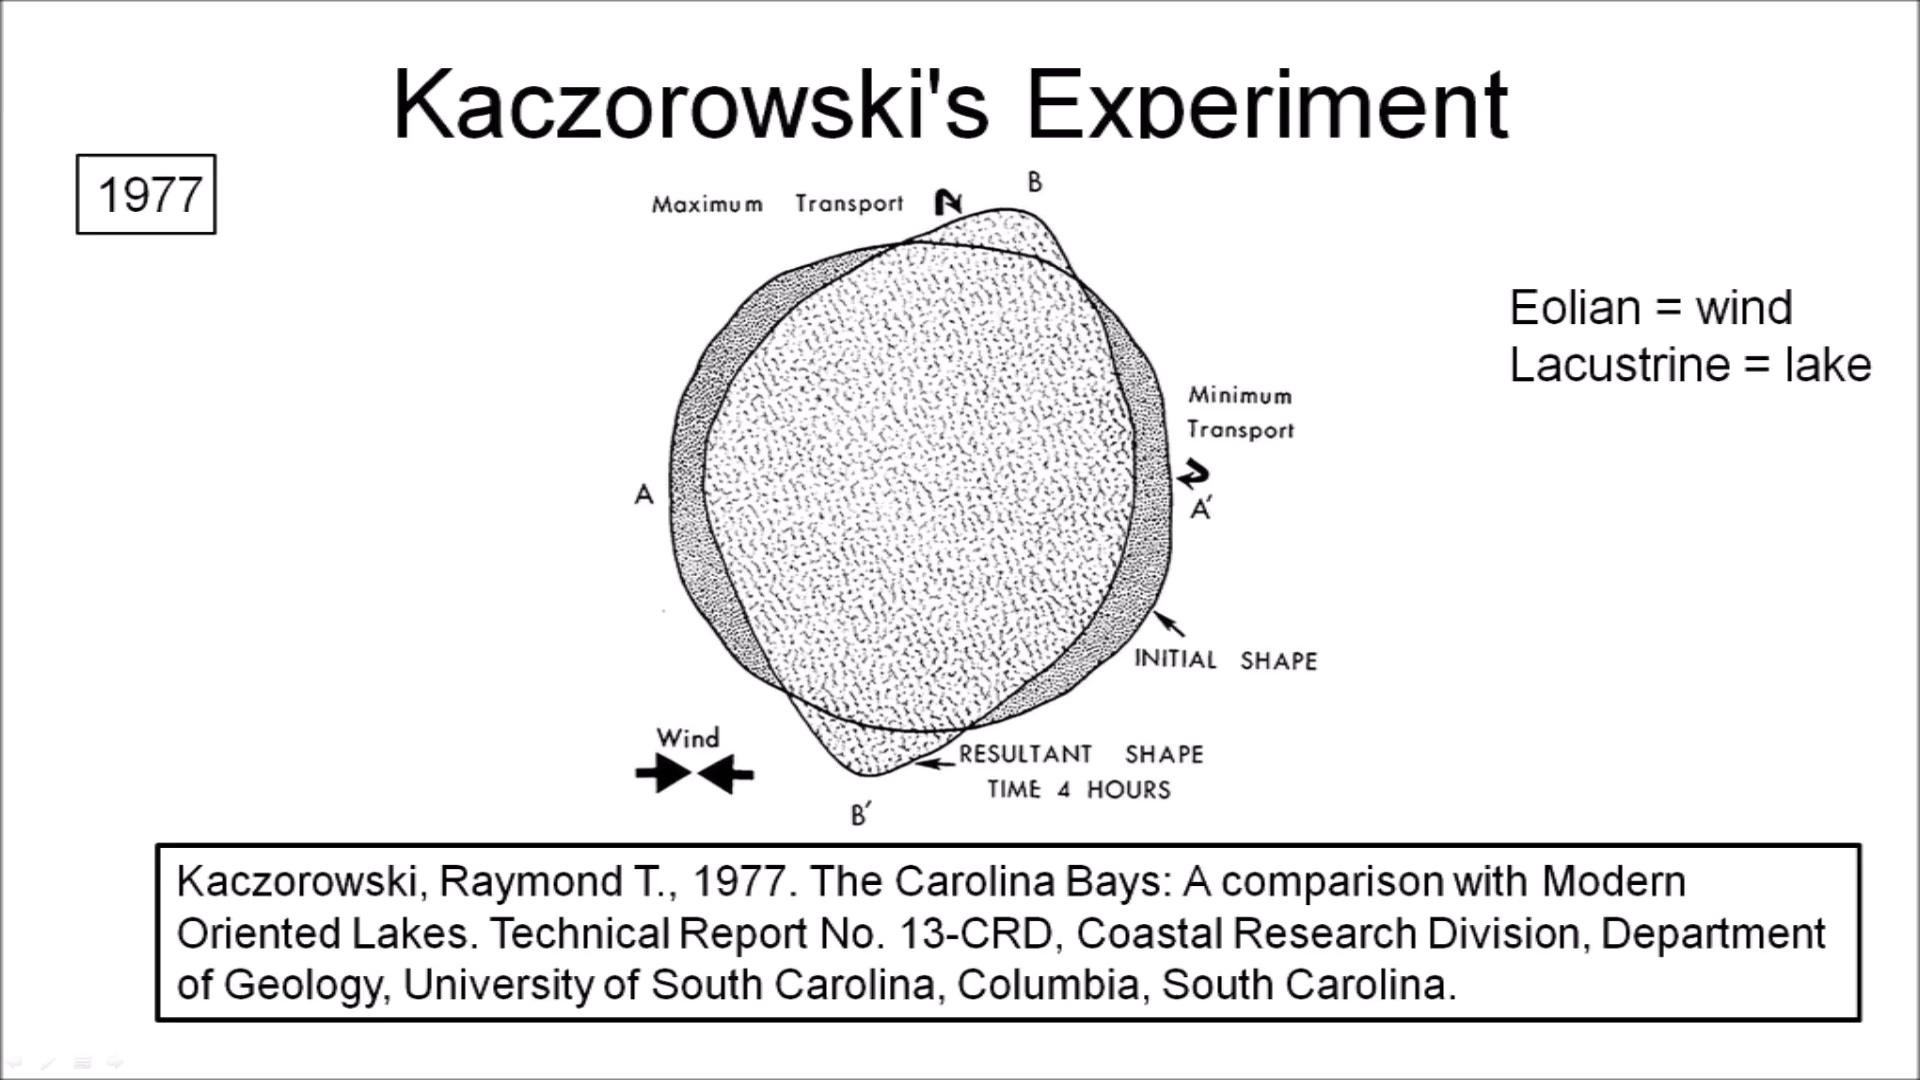 Kaczorowski's Experiment
1977
B
Maximum Transport
Eolian = wind
Lacustrine = lake
Minimum
Transport
A
A′
INITIAL SHAPE
Wind
RESULTANT SHAPE
TIME 4 HOURS
B′
Kaczorowski, Raymond T., 1977. The Carolina Bays: A comparison with Modern
Oriented Lakes. Technical Report No. 13-CRD, Coastal Research Division, Department
of Geology, University of South Carolina, Columbia, South Carolina.